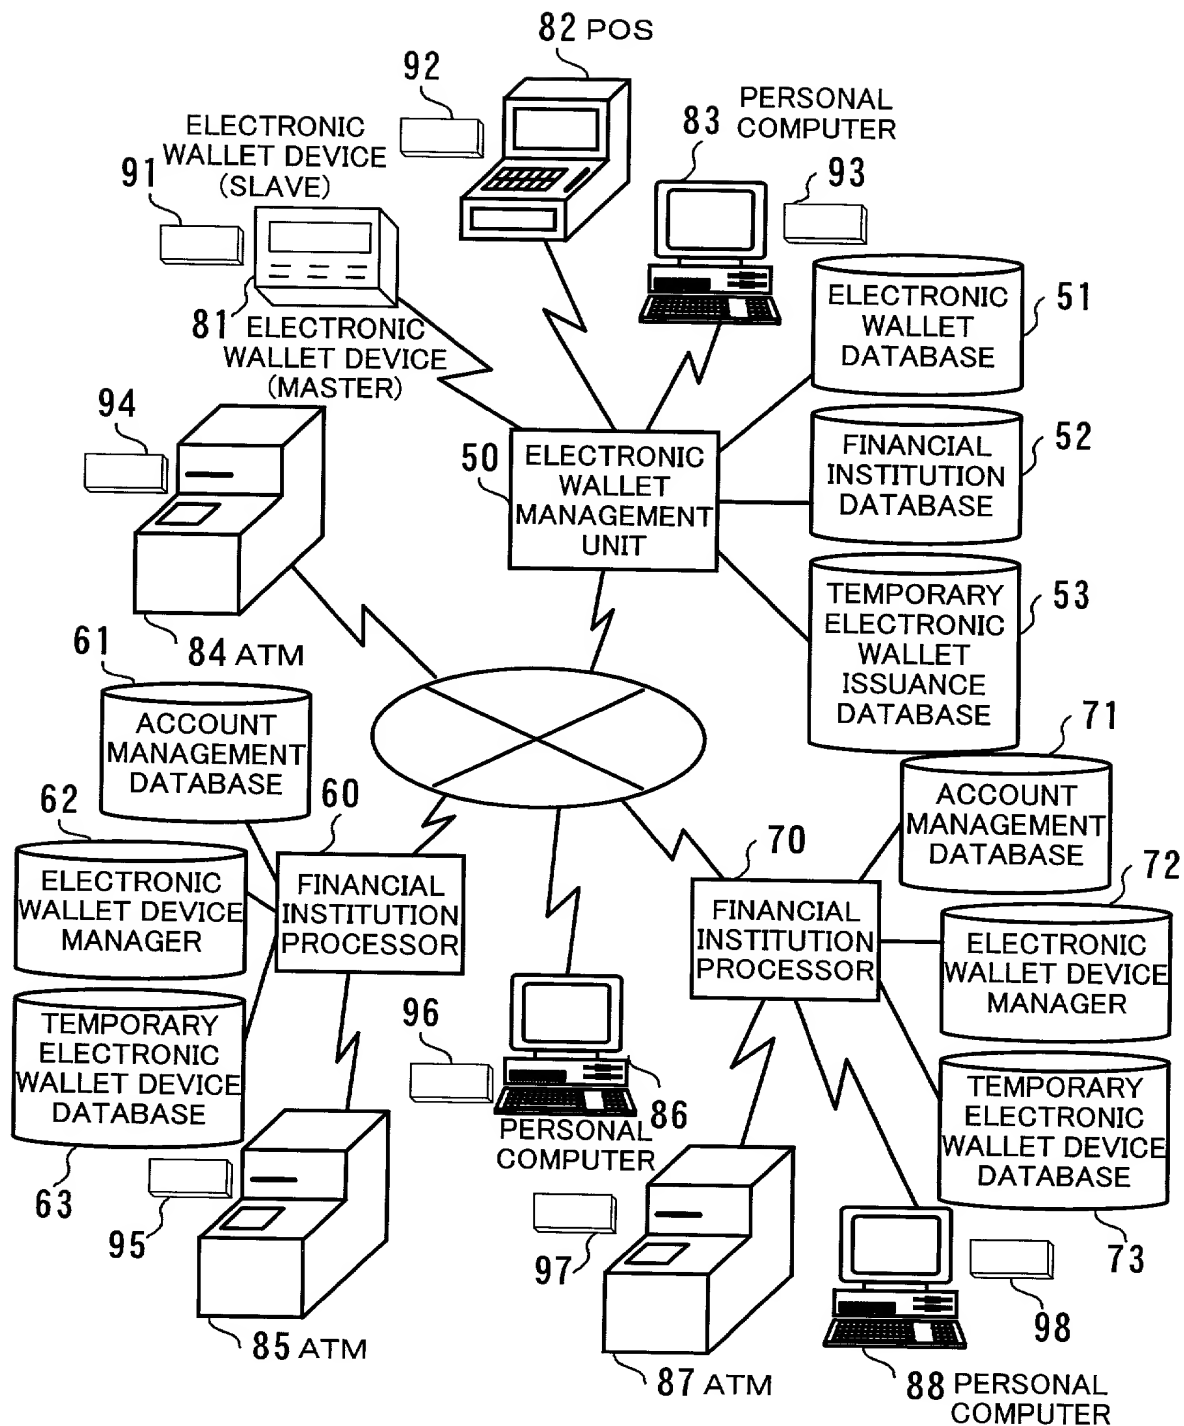 82 POS
92
PERSONAL
COMPUTER
83
ELECTRONIC
WALLET DEVICE
(SLAVE)
91
93
81
ELECTRONIC
WALLET DEVICE
(MASTER)
ELECTRONIC
WALLET
DATABASE
51
94
50
ELECTRONIC
WALLET
MANAGEMENT
UNIT
FINANCIAL
INSTITUTION
DATABASE
52
TEMPORARY
ELECTRONIC
WALLET
ISSUANCE
DATABASE
53
84 ATM
61
ACCOUNT
MANAGEMENT
DATABASE
71
ACCOUNT
MANAGEMENT
DATABASE
62
ELECTRONIC
WALLET DEVICE
MANAGER
60
FINANCIAL
INSTITUTION
PROCESSOR
70
FINANCIAL
INSTITUTION
PROCESSOR
72
ELECTRONIC
WALLET DEVICE
MANAGER
TEMPORARY
ELECTRONIC
WALLET DEVICE
DATABASE
63
96
86
PERSONAL
COMPUTER
TEMPORARY
ELECTRONIC
WALLET DEVICE
DATABASE
73
95
85 ATM
97
87 ATM
98
88 PERSONAL
COMPUTER